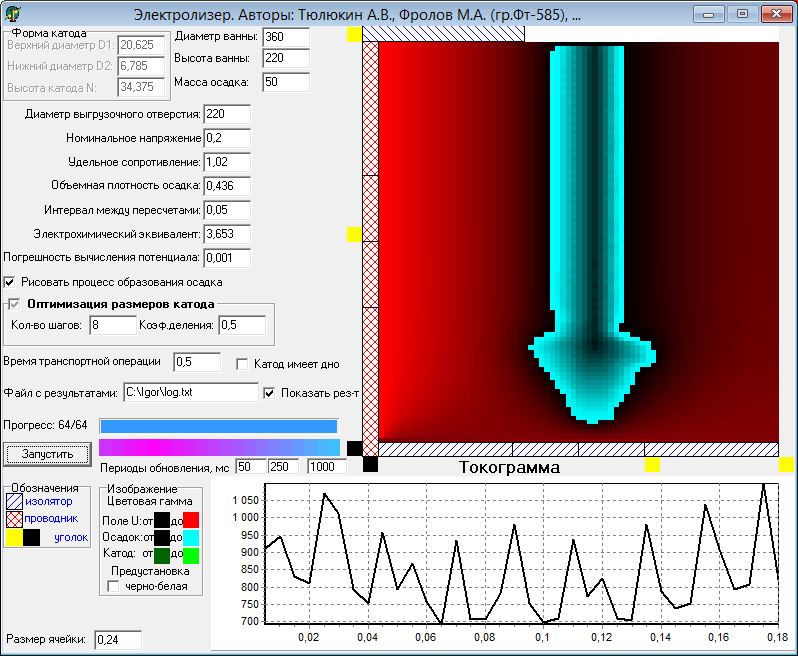 Электролизер. Авторы: Тюлюкин А.В., Фролов М.А. (гр.Фт-585), ...
Форма катода
Верхний диаметр D1: 20,625
Нижний диаметр D2: 6,785
Высота катода N: 34,375
Диаметр ванны: 360
Высота ванны: 220
Масса осадка: 50
Диаметр выгрузочного отверстия: 220
Номинальное напряжение 0,2
Удельное сопротивление: 1,02
Объемная плотность осадка: 0,436
Интервал между пересчетами: 0,05
Электрохимический эквивалент: 3,653
Погрешность вычисления потенциала: 0,001
Рисовать процесс образования осадка
Оптимизация размеров катода
Кол-во шагов: 8 Коэф.деления: 0,5
Время транспортной операции 0,5 Катод имеет дно
Файл с результатами: C:\Igor\log.txt Показать рез-т
Прогресс: 64/64
Запустить
Периоды обновления, мс 50 250 1000
Обозначения
изолятор
проводник
уголок
Изображение
Цветовая гамма
Поле U: от до
Осадок: от до
Катод: от до
Предустановка
черно-белая
Размер ячейки: 0,24
Токограмма
1 050
1 000
950
900
850
800
750
700
0,02 0,04 0,06 0,08 0,1 0,12 0,14 0,16 0,18